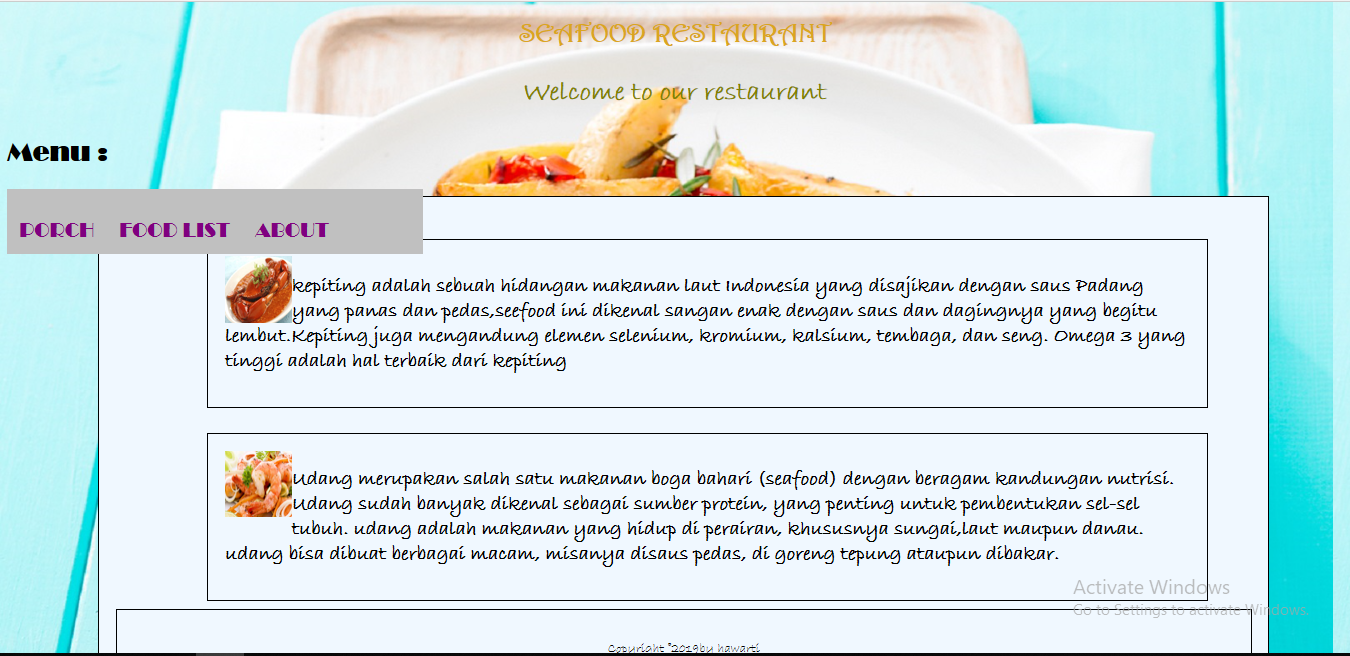 SEAFOOD RESTAURANT
Welcome to our restaurant
Menu :
PORCH FOOD LIST ABOUT
kepiting adalah sebuah hidangan makanan laut Indonesia yang disajikan dengan saus Padang
yang panas dan pedas,seefood ini dikenal sangan enak dengan saus dan dagingnya yang begitu
lembut.Kepiting juga mengandung elemen selenium, kromium, kalsium, tembaga, dan seng. Omega 3 yang
tinggi adalah hal terbaik dari kepiting
Udang merupakan salah satu makanan boga bahari (seafood) dengan beragam kandungan nutrisi.
Udang sudah banyak dikenal sebagai sumber protein, yang penting untuk pembentukan sel-sel
tubuh. udang adalah makanan yang hidup di perairan, khususnya sungai,laut maupun danau.
udang bisa dibuat berbagai macam, misanya disaus pedas, di goreng tepung ataupun dibakar.
Activate Windows
Go to Settings to activate Windows.
Copyright "2019by hawarti